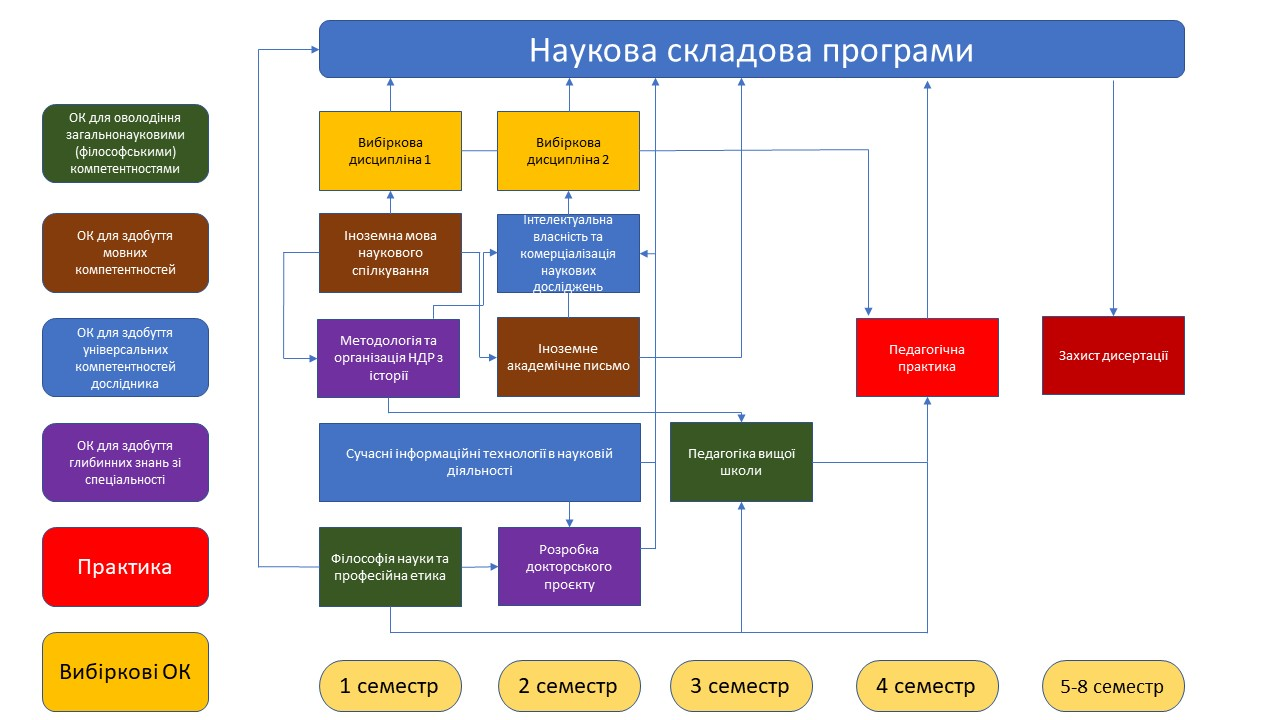 Наукова складова програми
ОК для оволодіння
загальнонауковими
(філософськими)
компетентностями
Вибіркова
дисципліна 1
Вибіркова
дисципліна 2
ОК для здобуття
мовних
компетентностей
Іноземна мова
наукового
спілкування
Інтелектуальна
власність та
комерціалізація
наукових
досліджень
ОК для здобуття
універсальних
компетентностей
дослідника
Методологія та
організація НДР з
історії
Іноземне
академічне письмо
Педагогічна
практика
Захист дисертації
ОК для здобуття
глибинних знань зі
спеціальності
Сучасні інформаційні технології в науковій
діяльності
Педагогіка вищої
школи
Практика
Філософія науки та
професійна етика
Розробка
докторського
проєкту
Вибіркові ОК
1 семестр
2 семестр
3 семестр
4 семестр
5-8 семестр